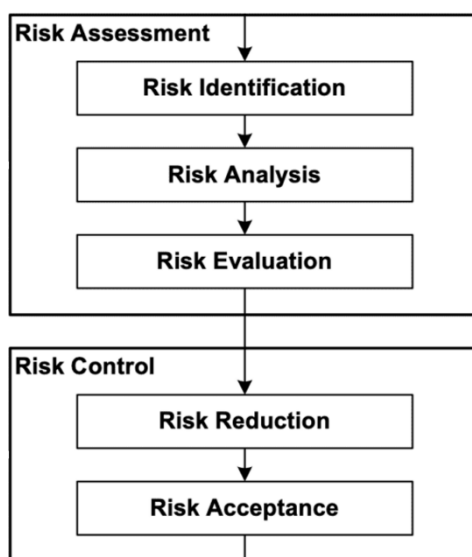 Risk Assessment
Risk Identification
Risk Analysis
Risk Evaluation
Risk Control
Risk Reduction
Risk Acceptance